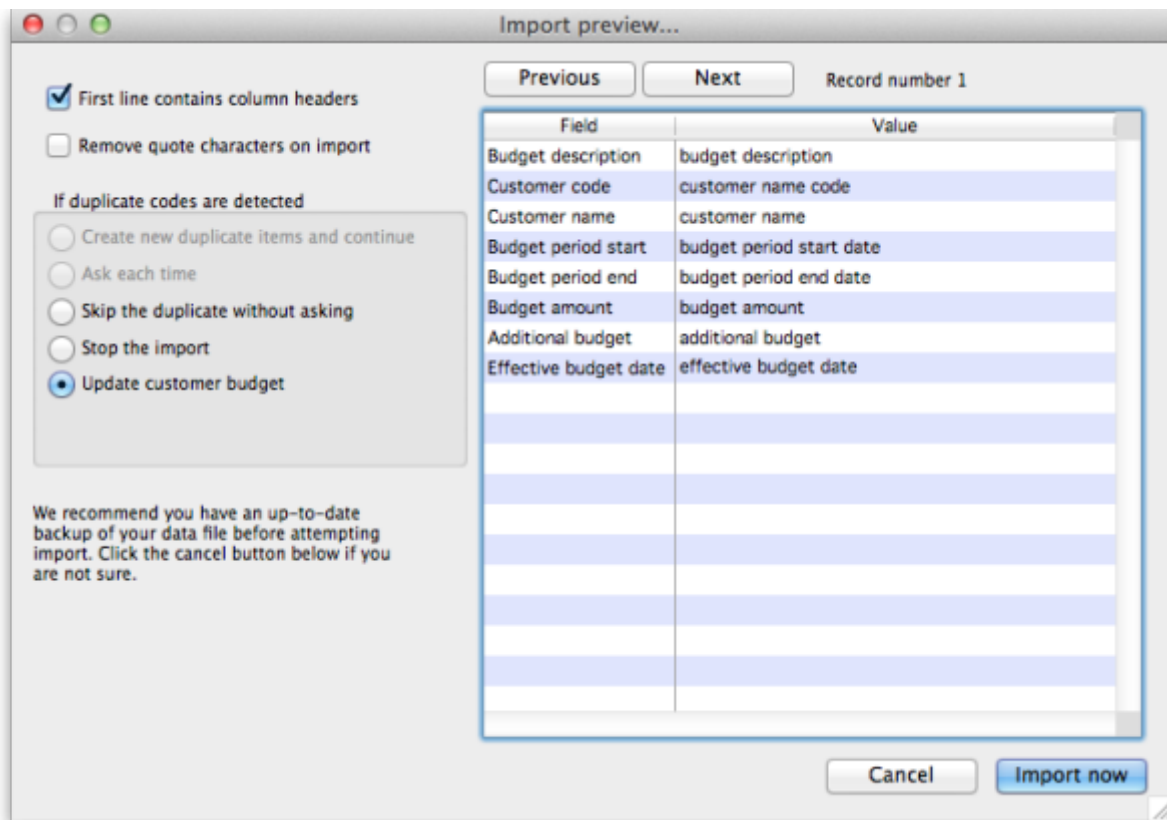 Import preview...
First line contains column headers
Remove quote characters on import
If duplicate codes are detected
Create new duplicate items and continue
Ask each time
Skip the duplicate without asking
Stop the import
Update customer budget
We recommend you have an up-to-date
backup of your data file before attempting
import. Click the cancel button below if you
are not sure.
Previous Next Record number 1
Field Value
Budget description budget description
Customer code customer name code
Customer name customer name
Budget period start budget period start date
Budget period end budget period end date
Budget amount budget amount
Additional budget additional budget
Effective budget date effective budget date
Cancel Import now